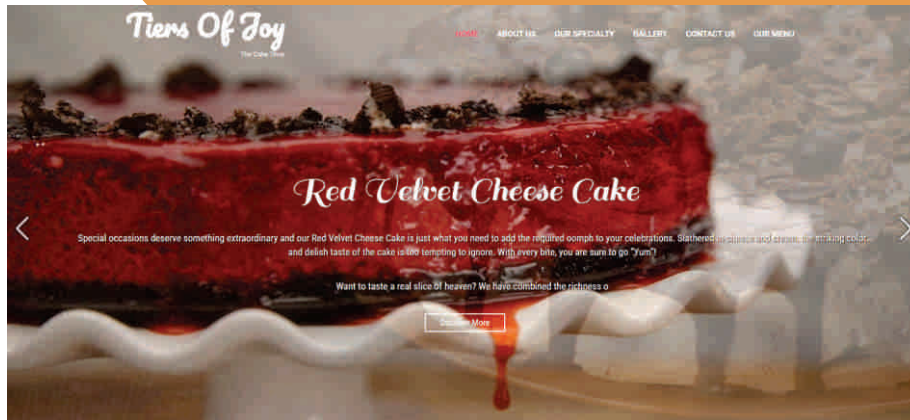 Tiers Of Joy
The Cake Store
HOME ABOUT US OUR SPECIALTY GALLERY CONTACT US OUR MENU
Red Velvet Cheese Cake
Special occasions deserve something extraordinary and our Red Velvet Cheese Cake is just what you need to add the required oomph to your celebrations. Slathered in cheese and cream, the striking color
and delish taste of the cake is too tempting to ignore. With every bite, you are sure to go "Yum"!
Want to taste a real slice of heaven? We have combined the richness o
Discover More